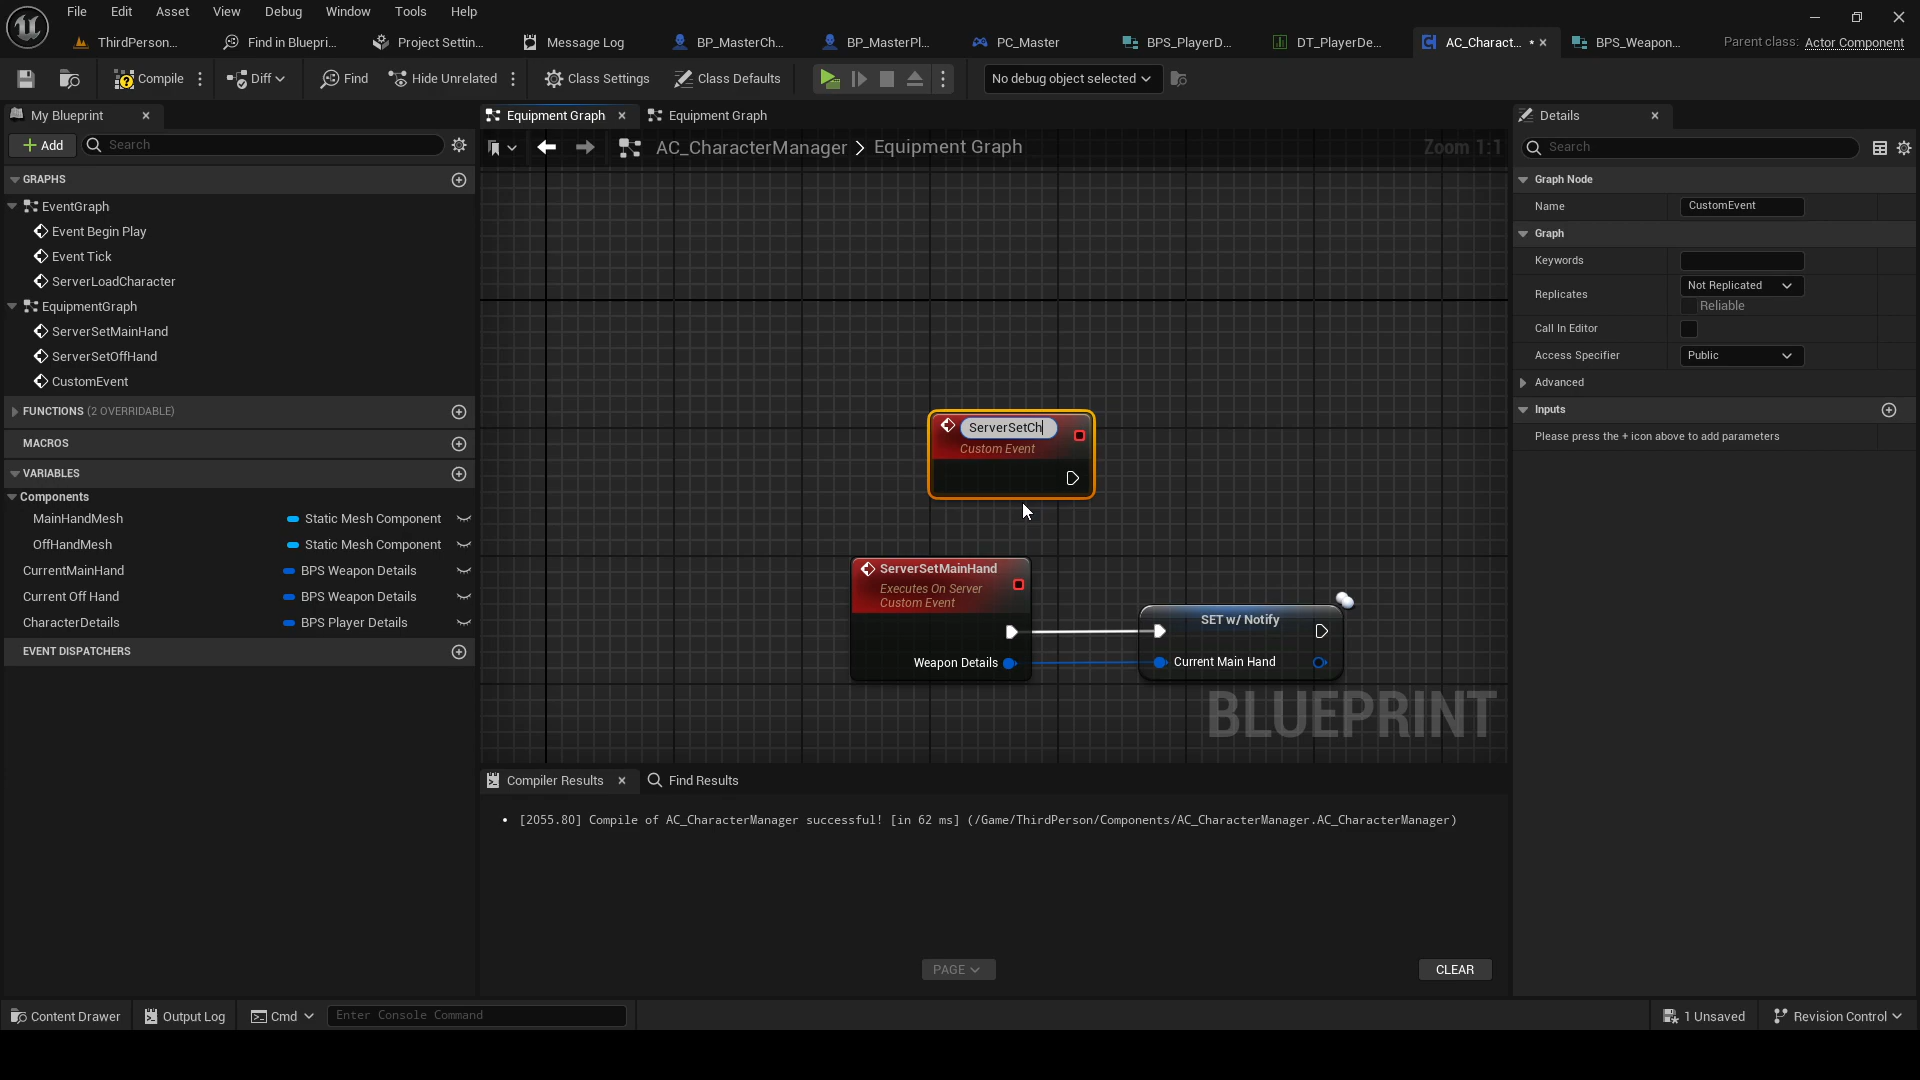 File Edit Asset View Debug Window Tools Help
ThirdPerson... Find in Bluepri... Project Settin... Message Log BP_MasterCh... BP_MasterPl... PC_Master BPS_PlayerD... DT_PlayerDe... AC_Charact... * BPS_Weapon... Parent class: Actor Component
Compile Diff Find Hide Unrelated Class Settings Class Defaults No debug object selected
My Blueprint Equipment Graph Equipment Graph Details
Add Search AC_CharacterManager > Equipment Graph Zoom 1:1 Search
GRAPHS
EventGraph
Event Begin Play
Event Tick
ServerLoadCharacter
EquipmentGraph
ServerSetMainHand
ServerSetOffHand
CustomEvent
FUNCTIONS (2 OVERRIDABLE)
MACROS
VARIABLES
Components
MainHandMesh Static Mesh Component
OffHandMesh Static Mesh Component
CurrentMainHand BPS Weapon Details
Current Off Hand BPS Weapon Details
CharacterDetails BPS Player Details
EVENT DISPATCHERS
ServerSetCh
Custom Event
ServerSetMainHand
Executes On Server
Custom Event
Weapon Details
SET w/ Notify
Current Main Hand
BLUEPRINT
Graph Node
Name CustomEvent
Graph
Keywords
Replicates Not Replicated
Reliable
Call In Editor
Access Specifier Public
Advanced
Inputs
Please press the + icon above to add parameters
Compiler Results Find Results
[2055.80] Compile of AC_CharacterManager successful! [in 62 ms] (/Game/ThirdPerson/Components/AC_CharacterManager.AC_CharacterManager)
PAGE CLEAR
Content Drawer Output Log Cmd Enter Console Command 1 Unsaved Revision Control